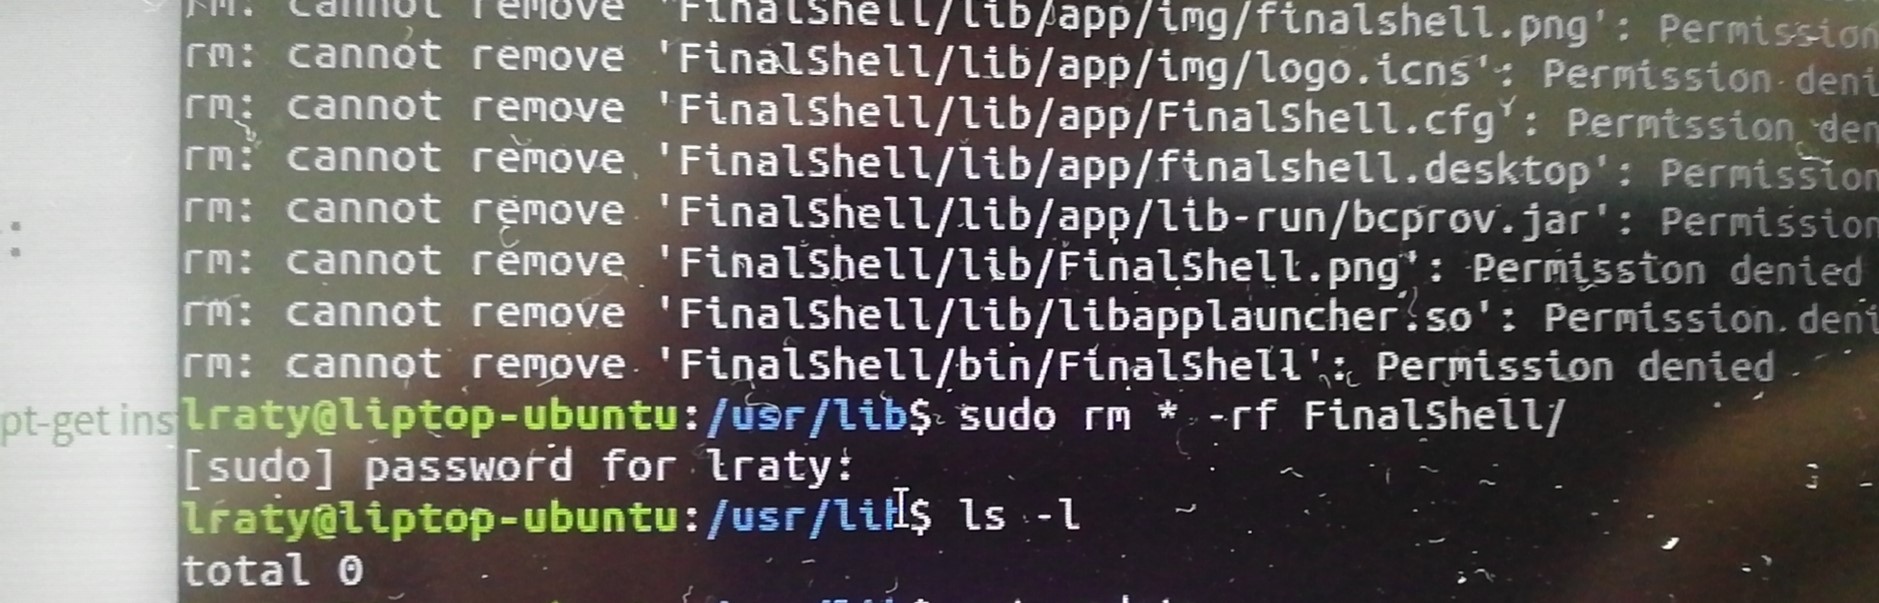 rm: cannot remove 'FinalShell/lib/app/img/finalshell.png': Permission
rm: cannot remove 'FinalShell/lib/app/img/logo.icns': Permission deni
rm: cannot remove 'FinalShell/lib/app/FinalShell.cfg': Permission den
rm: cannot remove 'FinalShell/lib/app/finalshell.desktop': Permission
rm: cannot remove 'FinalShell/lib/app/lib-run/bcprov.jar': Permission
rm: cannot remove 'FinalShell/lib/FinalShell.png': Permission denied
rm: cannot remove 'FinalShell/lib/libapplauncher.so': Permission deni
rm: cannot remove 'FinalShell/bin/FinalShell': Permission denied
pt-get ins lraty@liptop-ubuntu:/usr/lib$ sudo rm * -rf FinalShell/
[sudo] password for lraty:
lraty@liptop-ubuntu:/usr/lib$ ls -l
total 0